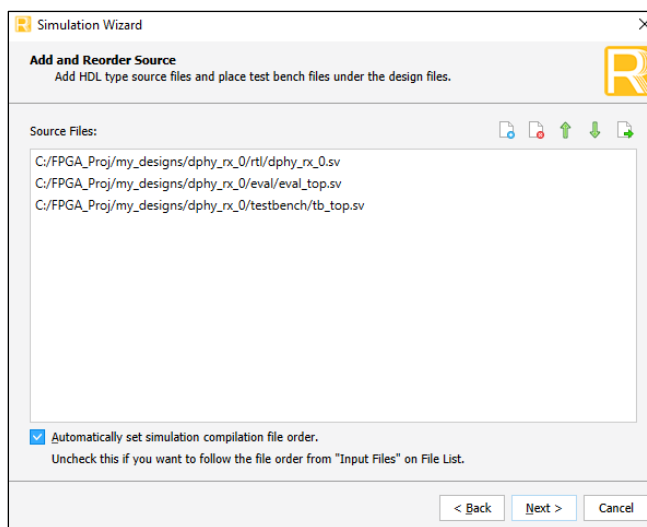 Simulation Wizard
Add and Reorder Source
Add HDL type source files and place test bench files under the design files.
Source Files:
C:/FPGA_Proj/my_designs/dphy_rx_0/rtl/dphy_rx_0.sv
C:/FPGA_Proj/my_designs/dphy_rx_0/eval/eval_top.sv
C:/FPGA_Proj/my_designs/dphy_rx_0/testbench/tb_top.sv
Automatically set simulation compilation file order.
Uncheck this if you want to follow the file order from "Input Files" on File List.
< Back Next > Cancel